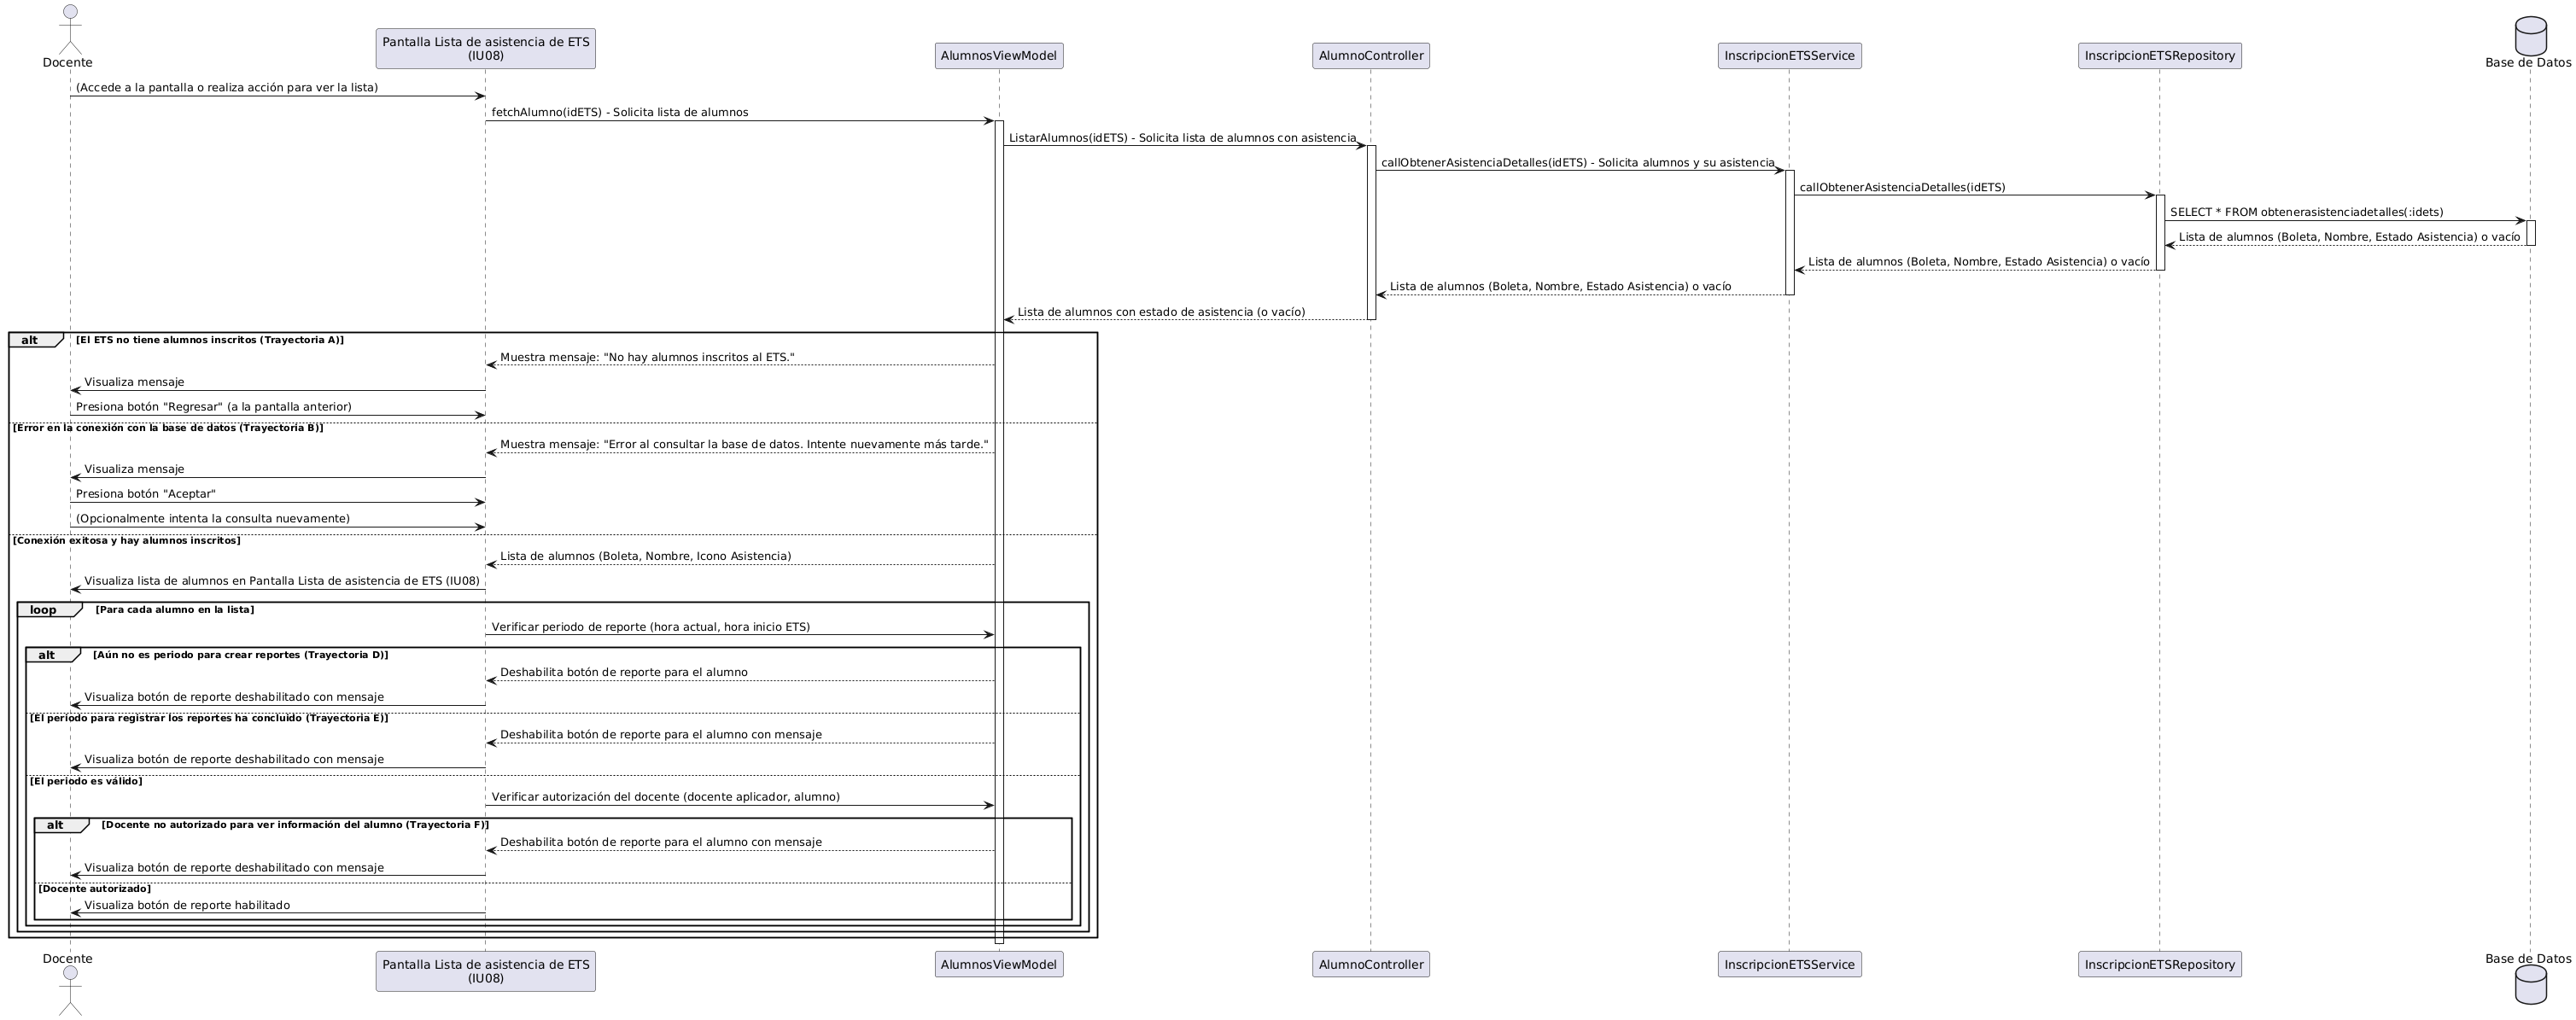 Docente
Pantalla Lista de asistencia de ETS
(IU08)
AlumnosViewModel
AlumnoController
InscripcionETSService
InscripcionETSRepository
Base de Datos
(Accede a la pantalla o realiza acción para ver la lista)
fetchAlumno(idETS) - Solicita lista de alumnos
ListarAlumnos(idETS) - Solicita lista de alumnos con asistencia
callObtenerAsistenciaDetalles(idETS) - Solicita alumnos y su asistencia
callObtenerAsistenciaDetalles(idETS)
SELECT * FROM obtenerasistenciadetalles(:idets)
Lista de alumnos (Boleta, Nombre, Estado Asistencia) o vacío
Lista de alumnos (Boleta, Nombre, Estado Asistencia) o vacío
Lista de alumnos (Boleta, Nombre, Estado Asistencia) o vacío
Lista de alumnos con estado de asistencia (o vacío)
alt [El ETS no tiene alumnos inscritos (Trayectoria A)]
Muestra mensaje: "No hay alumnos inscritos al ETS."
Visualiza mensaje
Presiona botón "Regresar" (a la pantalla anterior)
[Error en la conexión con la base de datos (Trayectoria B)]
Muestra mensaje: "Error al consultar la base de datos. Intente nuevamente más tarde."
Visualiza mensaje
Presiona botón "Aceptar"
(Opcionalmente intenta la consulta nuevamente)
[Conexión exitosa y hay alumnos inscritos]
Lista de alumnos (Boleta, Nombre, Icono Asistencia)
Visualiza lista de alumnos en Pantalla Lista de asistencia de ETS (IU08)
loop [Para cada alumno en la lista]
Verificar periodo de reporte (hora actual, hora inicio ETS)
alt [Aún no es periodo para crear reportes (Trayectoria D)]
Deshabilita botón de reporte para el alumno
Visualiza botón de reporte deshabilitado con mensaje
[El periodo para registrar los reportes ha concluido (Trayectoria E)]
Deshabilita botón de reporte para el alumno con mensaje
Visualiza botón de reporte deshabilitado con mensaje
[El periodo es válido]
Verificar autorización del docente (docente aplicador, alumno)
alt [Docente no autorizado para ver información del alumno (Trayectoria F)]
Deshabilita botón de reporte para el alumno con mensaje
Visualiza botón de reporte deshabilitado con mensaje
[Docente autorizado]
Visualiza botón de reporte habilitado
Docente
Pantalla Lista de asistencia de ETS
(IU08)
AlumnosViewModel
AlumnoController
InscripcionETSService
InscripcionETSRepository
Base de Datos